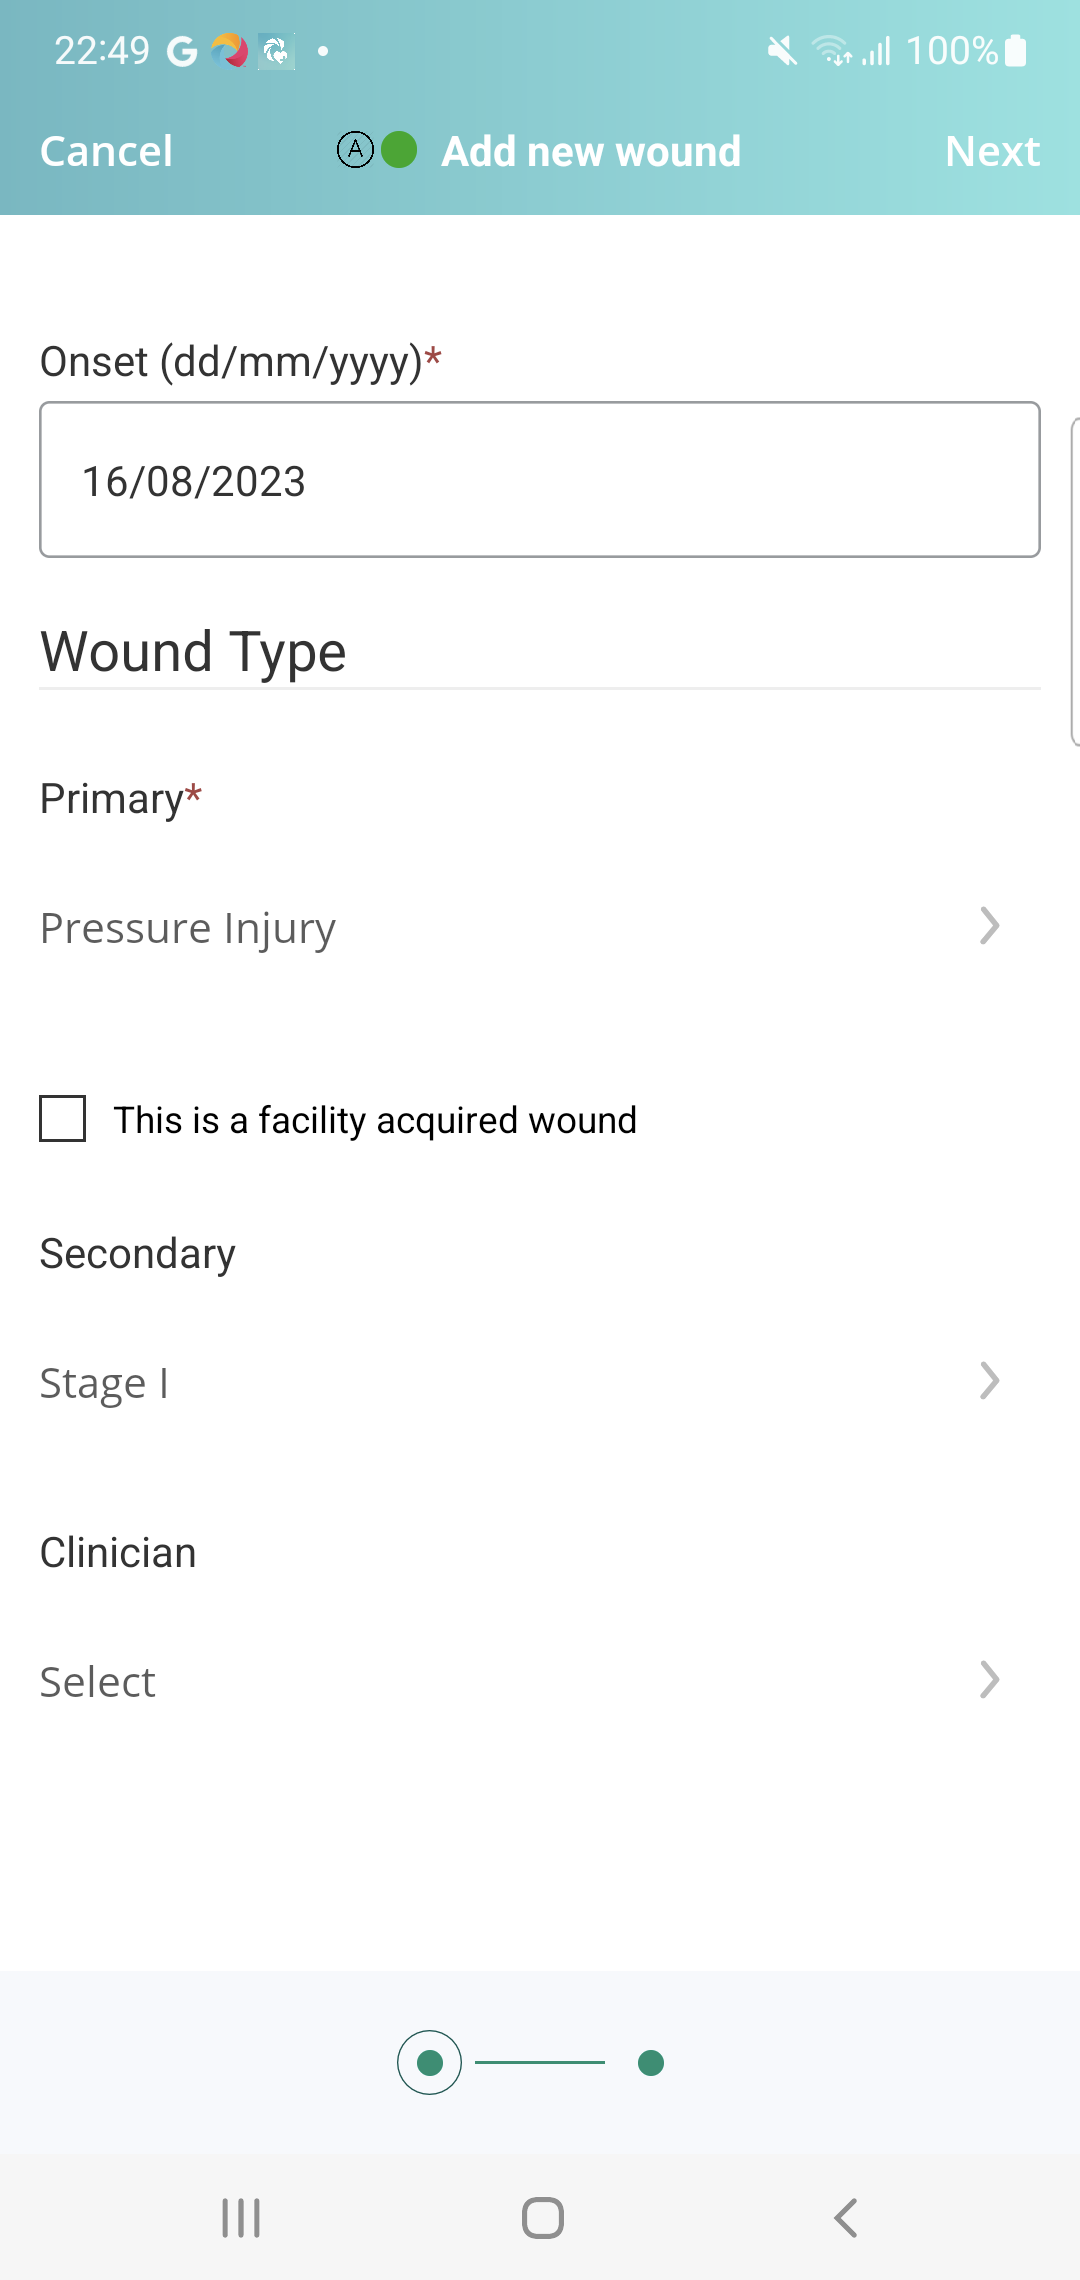 22:49 G 100%
Cancel A Add new wound Next
Onset (dd/mm/yyyy)*
16/08/2023
Wound Type
Primary*
Pressure Injury
This is a facility acquired wound
Secondary
Stage I
Clinician
Select